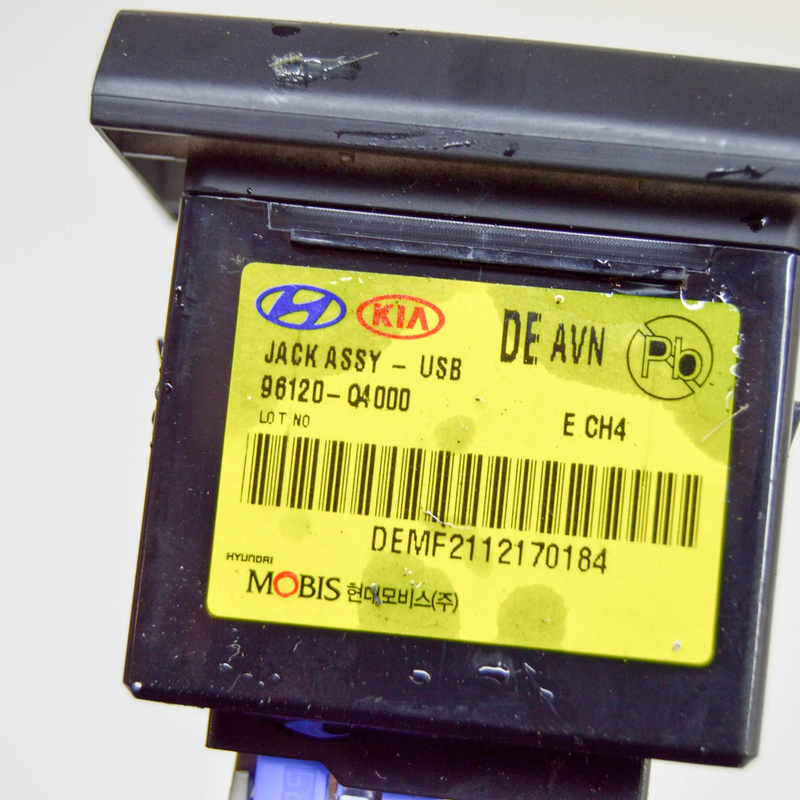 KIA
DE AVN
Pb
JACK ASSY - USB
96120-Q4000
LOT NO
E CH4
DEMF2112170184
HYUNDAI
MOBIS 현대모비스(주)